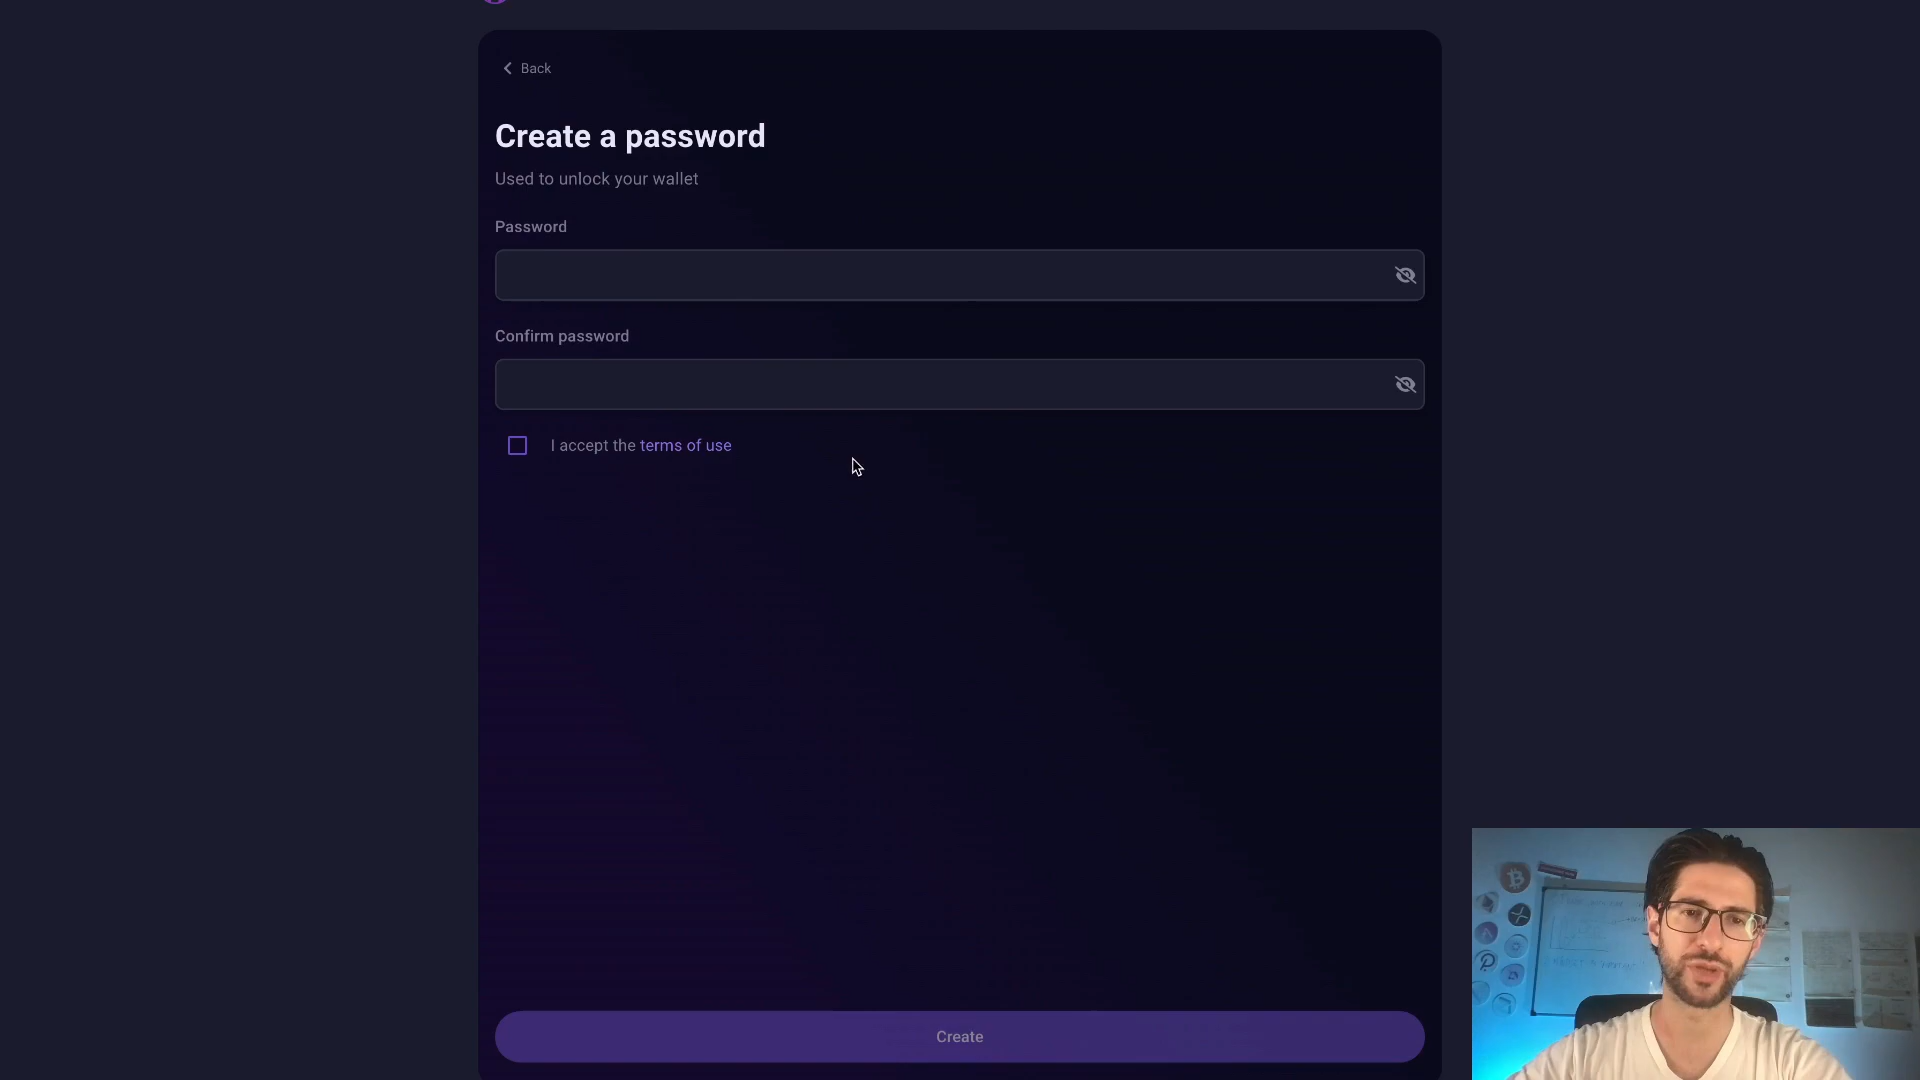 Back
Create a password
Used to unlock your wallet
Password
Confirm password
I accept the terms of use
Create